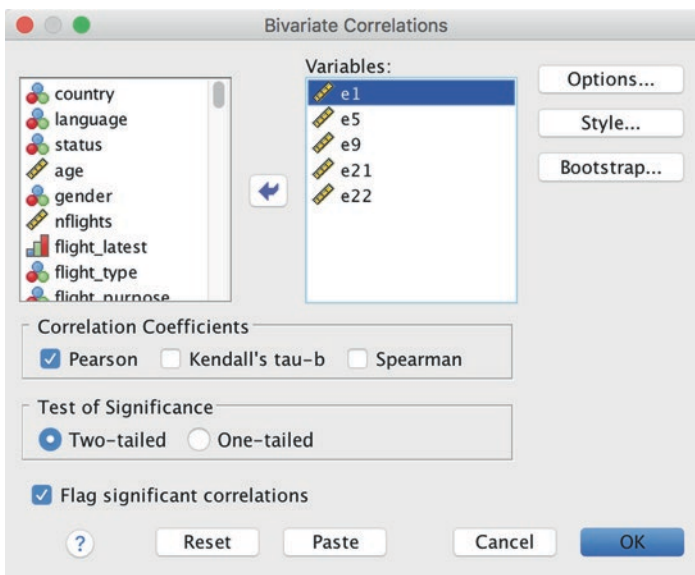 Bivariate Correlations
Variables:
country
language
status
age
gender
nflights
flight_latest
flight_type
flight_purpose
e1
e5
e9
e21
e22
Options...
Style...
Bootstrap...
Correlation Coefficients
Pearson Kendall's tau-b Spearman
Test of Significance
Two-tailed One-tailed
Flag significant correlations
? Reset Paste Cancel OK